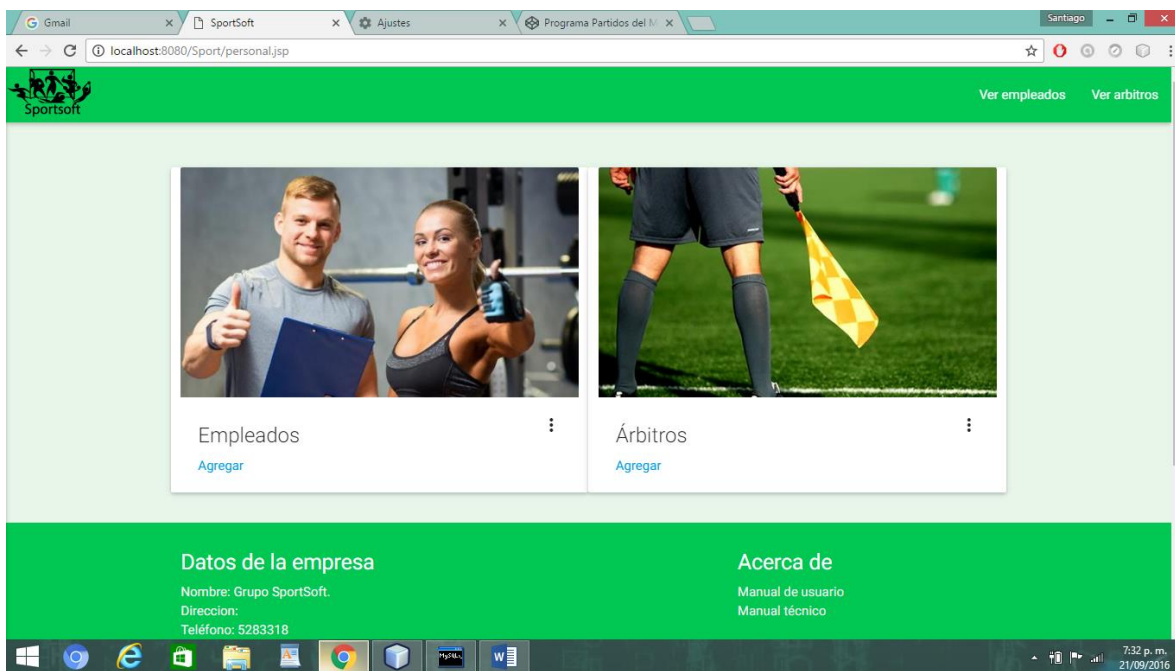 Gmail
SportSoft
Ajustes
Programa Partidos del M
Santiago
localhost:8080/Sport/personal.jsp
Sportsoft
Ver empleados
Ver arbitros
Empleados
Agregar
Árbitros
Agregar
Datos de la empresa
Nombre: Grupo SportSoft.
Direccion:
Teléfono: 5283318
Acerca de
Manual de usuario
Manual técnico
7:32 p. m.
21/09/2016